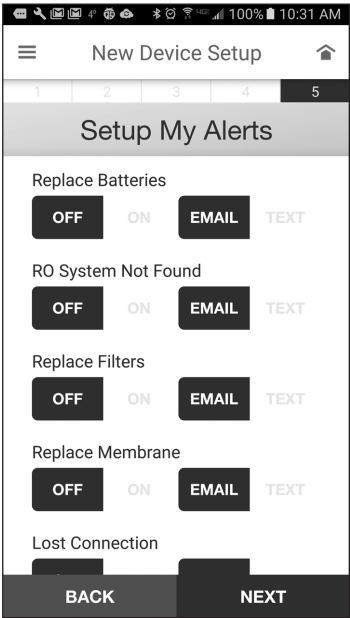 4° 4G 100% 10:31 AM
New Device Setup
1 2 3 4 5
Setup My Alerts
Replace Batteries
OFF ON EMAIL TEXT
RO System Not Found
OFF ON EMAIL TEXT
Replace Filters
OFF ON EMAIL TEXT
Replace Membrane
OFF ON EMAIL TEXT
Lost Connection
BACK NEXT